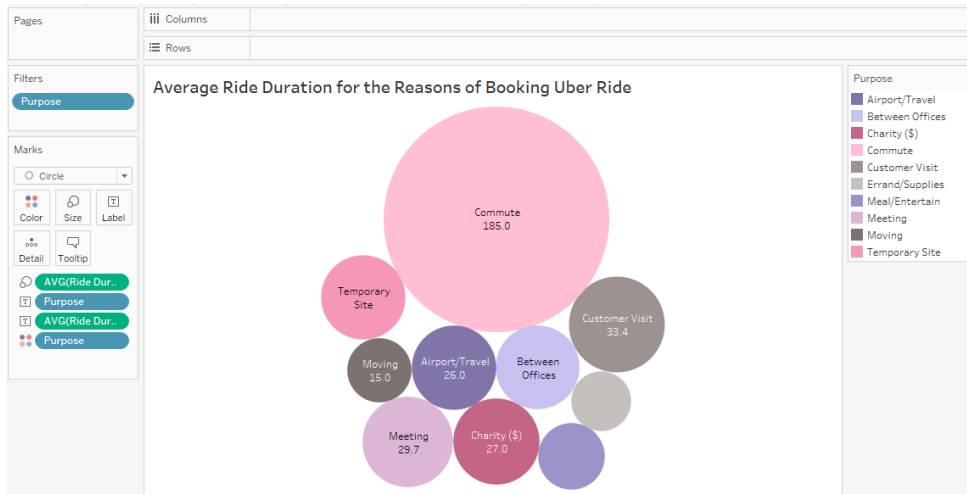 Pages
Columns
Rows
Filters
Purpose
Marks
Circle
Color
Size
Label
Detail
Tooltip
AVG(Ride Dur..
Purpose
AVG(Ride Dur..
Purpose
Average Ride Duration for the Reasons of Booking Uber Ride
Commute
185.0
Temporary
Site
Customer Visit
33.4
Moving
15.0
Airport/Travel
26.0
Between
Offices
Meeting
29.7
Charity ($)
27.0
Purpose
Airport/Travel
Between Offices
Charity ($)
Commute
Customer Visit
Errand/Supplies
Meal/Entertain
Meeting
Moving
Temporary Site